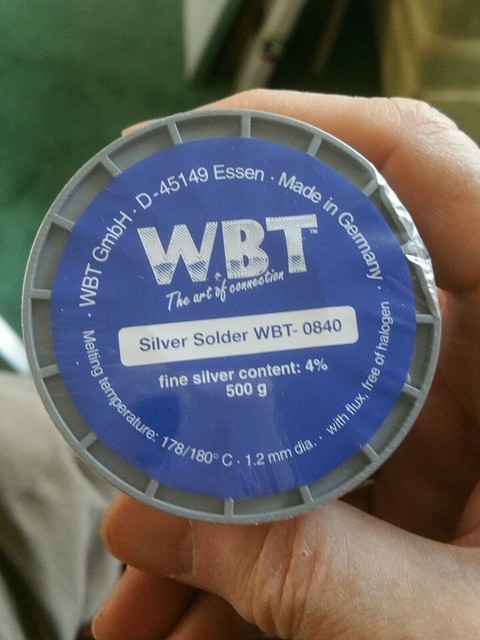 · WBT GmbH · D-45149 Essen · Made in Germany ·
WBT™
The art of connection
Silver Solder WBT- 0840
fine silver content: 4%
500 g
Melting temperature: 178/180° C · 1.2 mm dia. · with flux, free of halogen